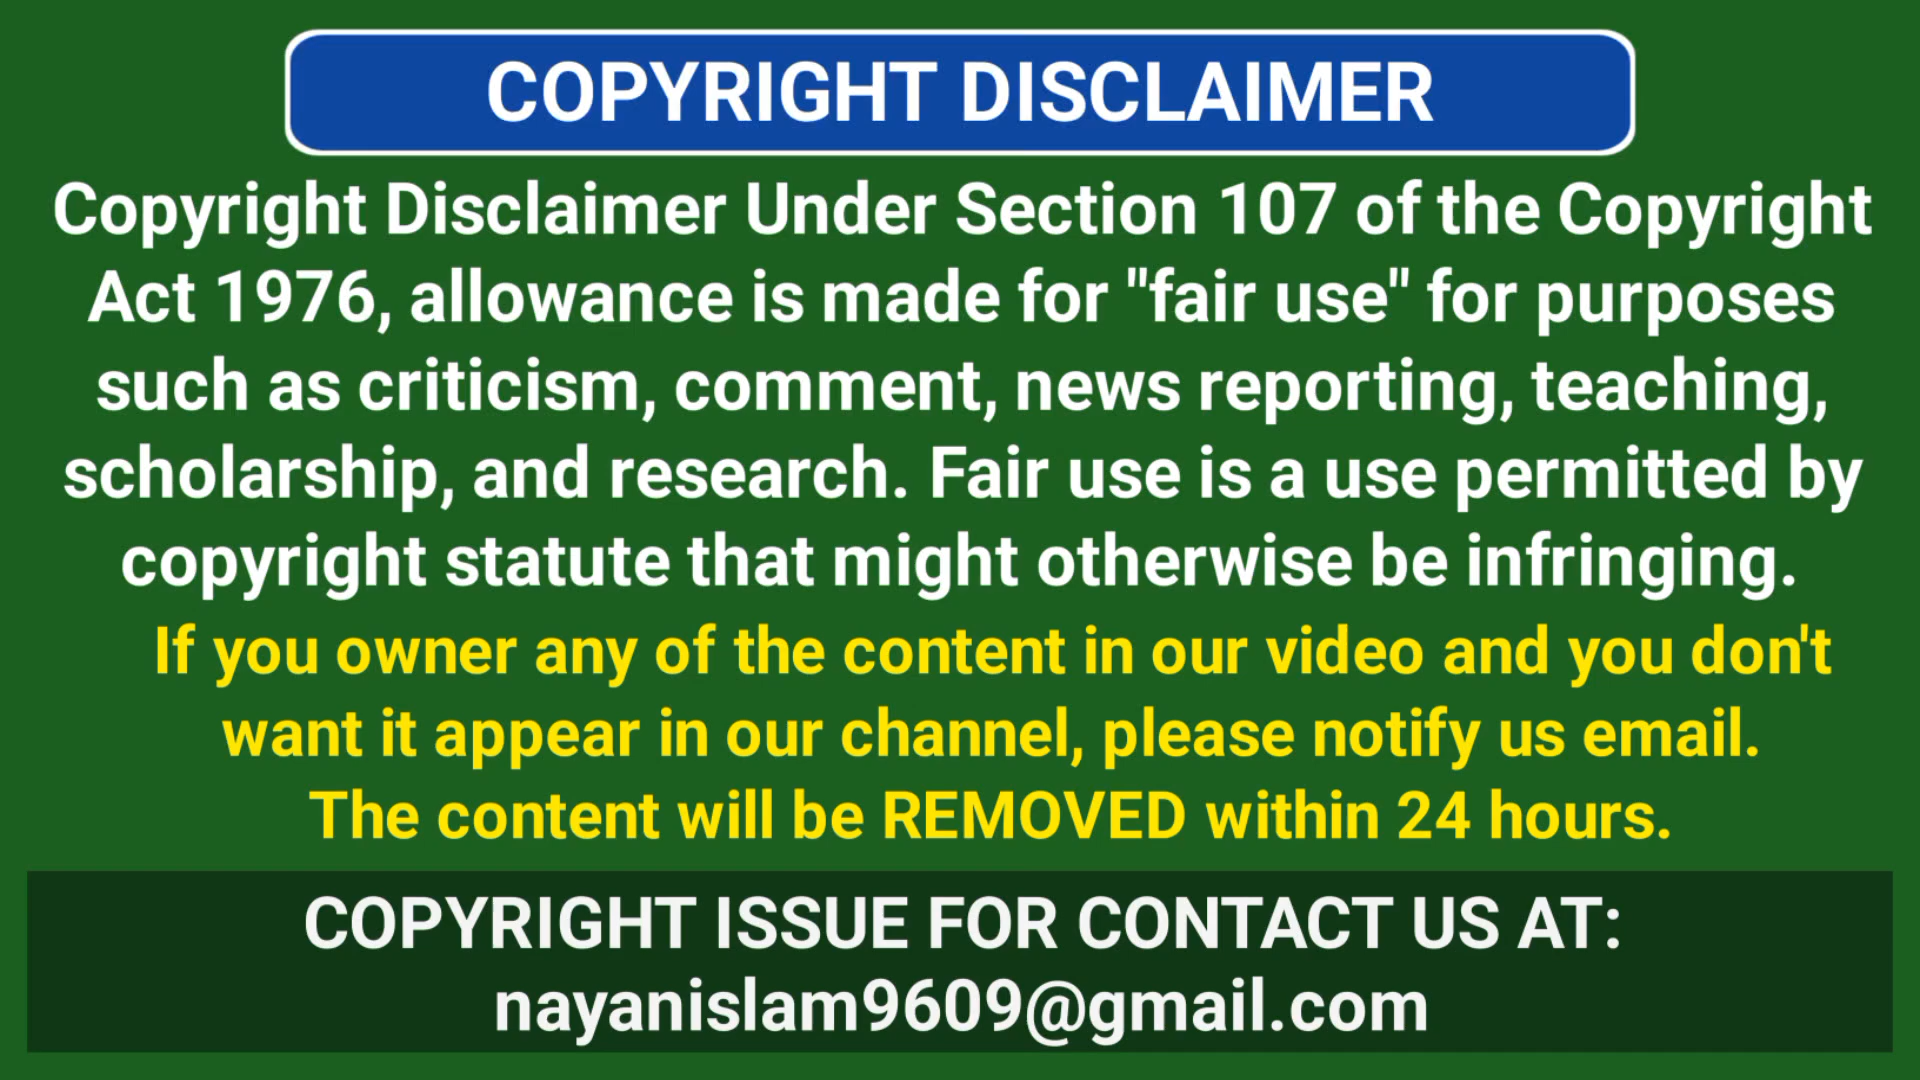 COPYRIGHT DISCLAIMER
Copyright Disclaimer Under Section 107 of the Copyright
Act 1976, allowance is made for "fair use" for purposes
such as criticism, comment, news reporting, teaching,
scholarship, and research. Fair use is a use permitted by
copyright statute that might otherwise be infringing.
If you owner any of the content in our video and you don't
want it appear in our channel, please notify us email.
The content will be REMOVED within 24 hours.
COPYRIGHT ISSUE FOR CONTACT US AT:
nayanislam9609@gmail.com